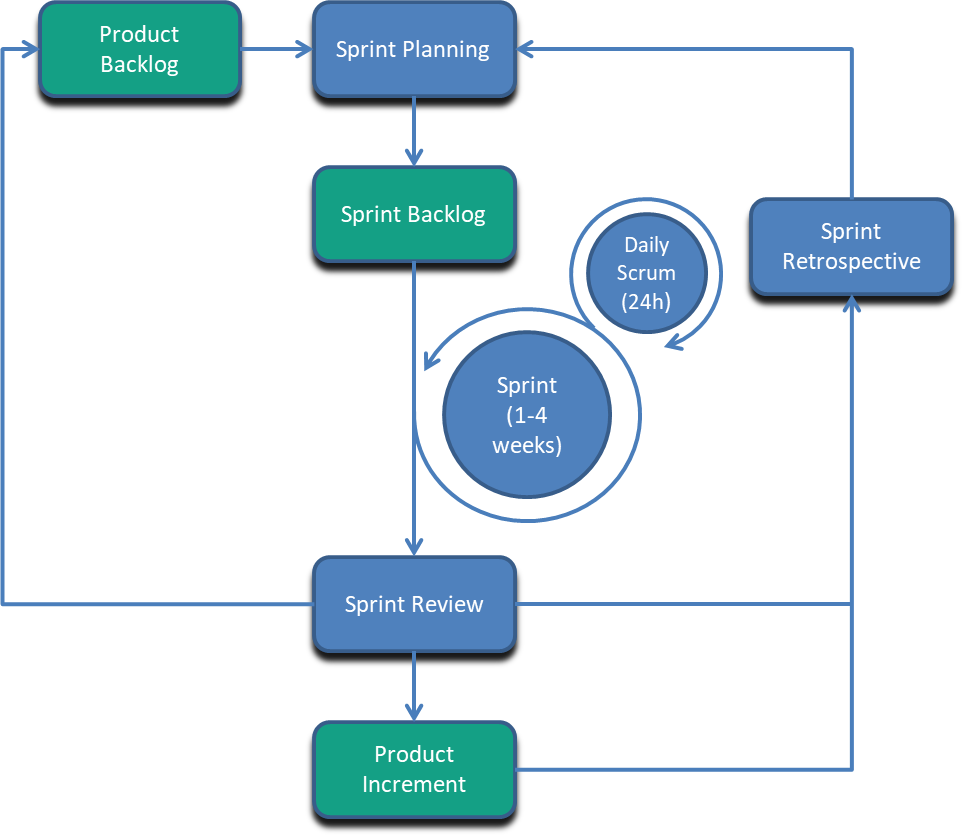 Product
Backlog
Sprint Planning
Sprint Backlog
Daily
Scrum
(24h)
Sprint
Retrospective
Sprint
(1-4
weeks)
Sprint Review
Product
Increment